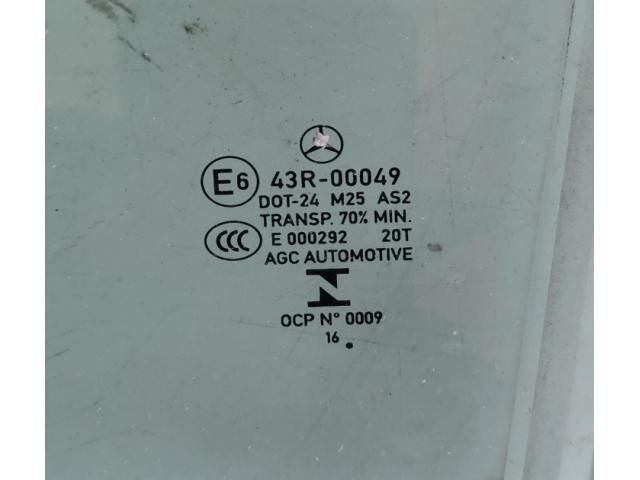 E6 43R-00049
DOT-24 M25 AS2
TRANSP. 70% MIN.
CCC E 000292 20T
AGC AUTOMOTIVE
OCP N° 0009
16 .